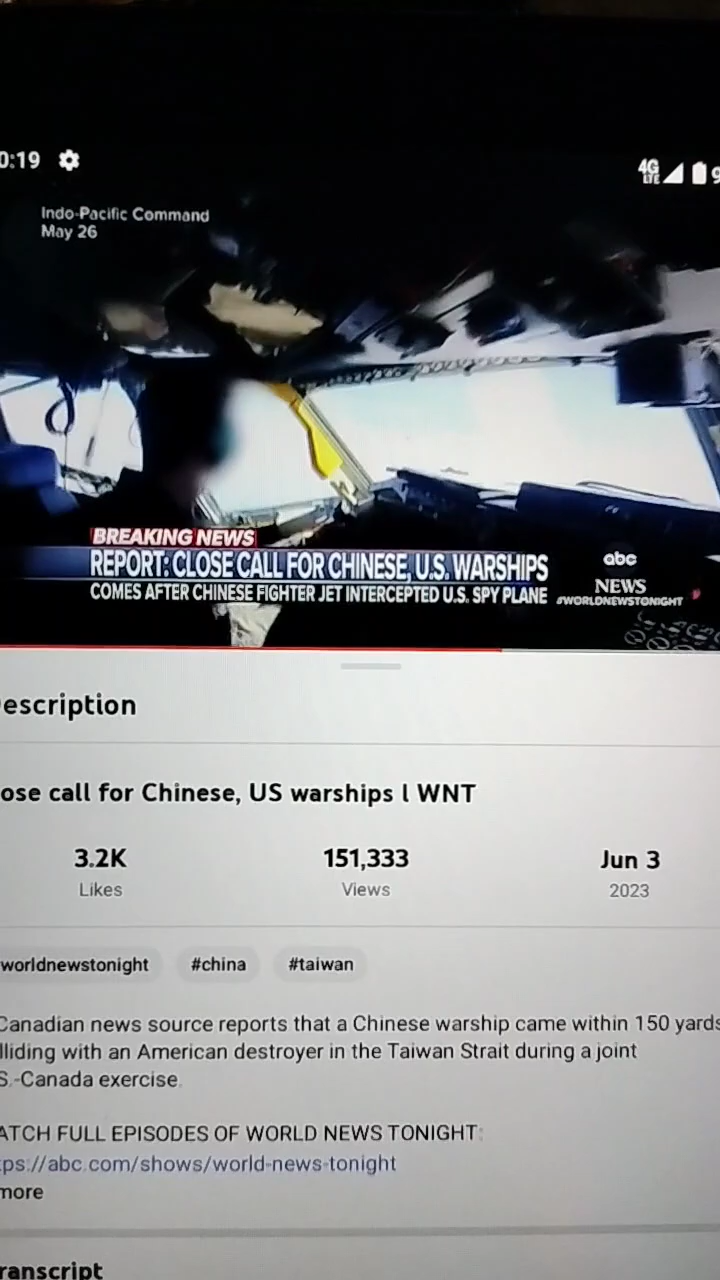 0:19
4G
LTE
9
Indo-Pacific Command
May 26
BREAKING NEWS
REPORT: CLOSE CALL FOR CHINESE, U.S. WARSHIPS
COMES AFTER CHINESE FIGHTER JET INTERCEPTED U.S. SPY PLANE
abc
NEWS
#WORLDNEWSTONIGHT
escription
ose call for Chinese, US warships l WNT
3.2K 151,333 Jun 3
Likes Views 2023
worldnewstonight #china #taiwan
Canadian news source reports that a Chinese warship came within 150 yards
lliding with an American destroyer in the Taiwan Strait during a joint
S.-Canada exercise.
ATCH FULL EPISODES OF WORLD NEWS TONIGHT:
tps://abc.com/shows/world-news-tonight
more
ranscript